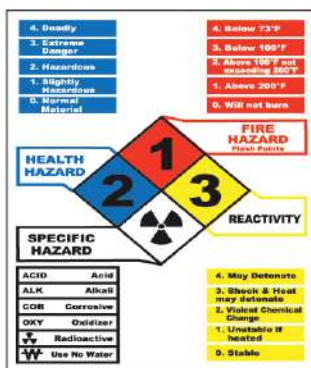 4. Deadly
3. Extreme
Danger
2. Hazardous
1. Slightly
Hazardous
0. Normal
Material
4. Below 73°F
3. Below 100°F
2. Above 100°F not
exceeding 200°F
1. Above 200°F
0. Will not burn
HEALTH
HAZARD
FIRE
HAZARD
Flash Points
1
2
3
SPECIFIC
HAZARD
REACTIVITY
ACID Acid
ALK Alkali
COR Corrosive
OXY Oxidizer
Radioactive
W Use No Water
4. May Detonate
3. Shock & Heat
may detonate
2. Violent Chemical
Change
1. Unstable if
heated
0. Stable